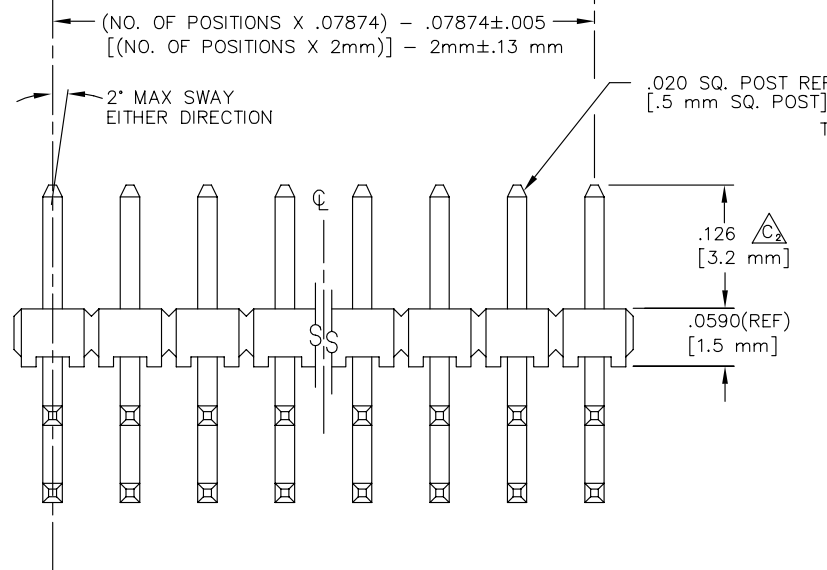 (NO. OF POSITIONS X .07874) – .07874±.005
[(NO. OF POSITIONS X 2mm)] – 2mm±.13 mm
2° MAX SWAY
EITHER DIRECTION
.020 SQ. POST REF
[.5 mm SQ. POST]
T
℄
.126 C₂
[3.2 mm]
.0590(REF)
[1.5 mm]
S S